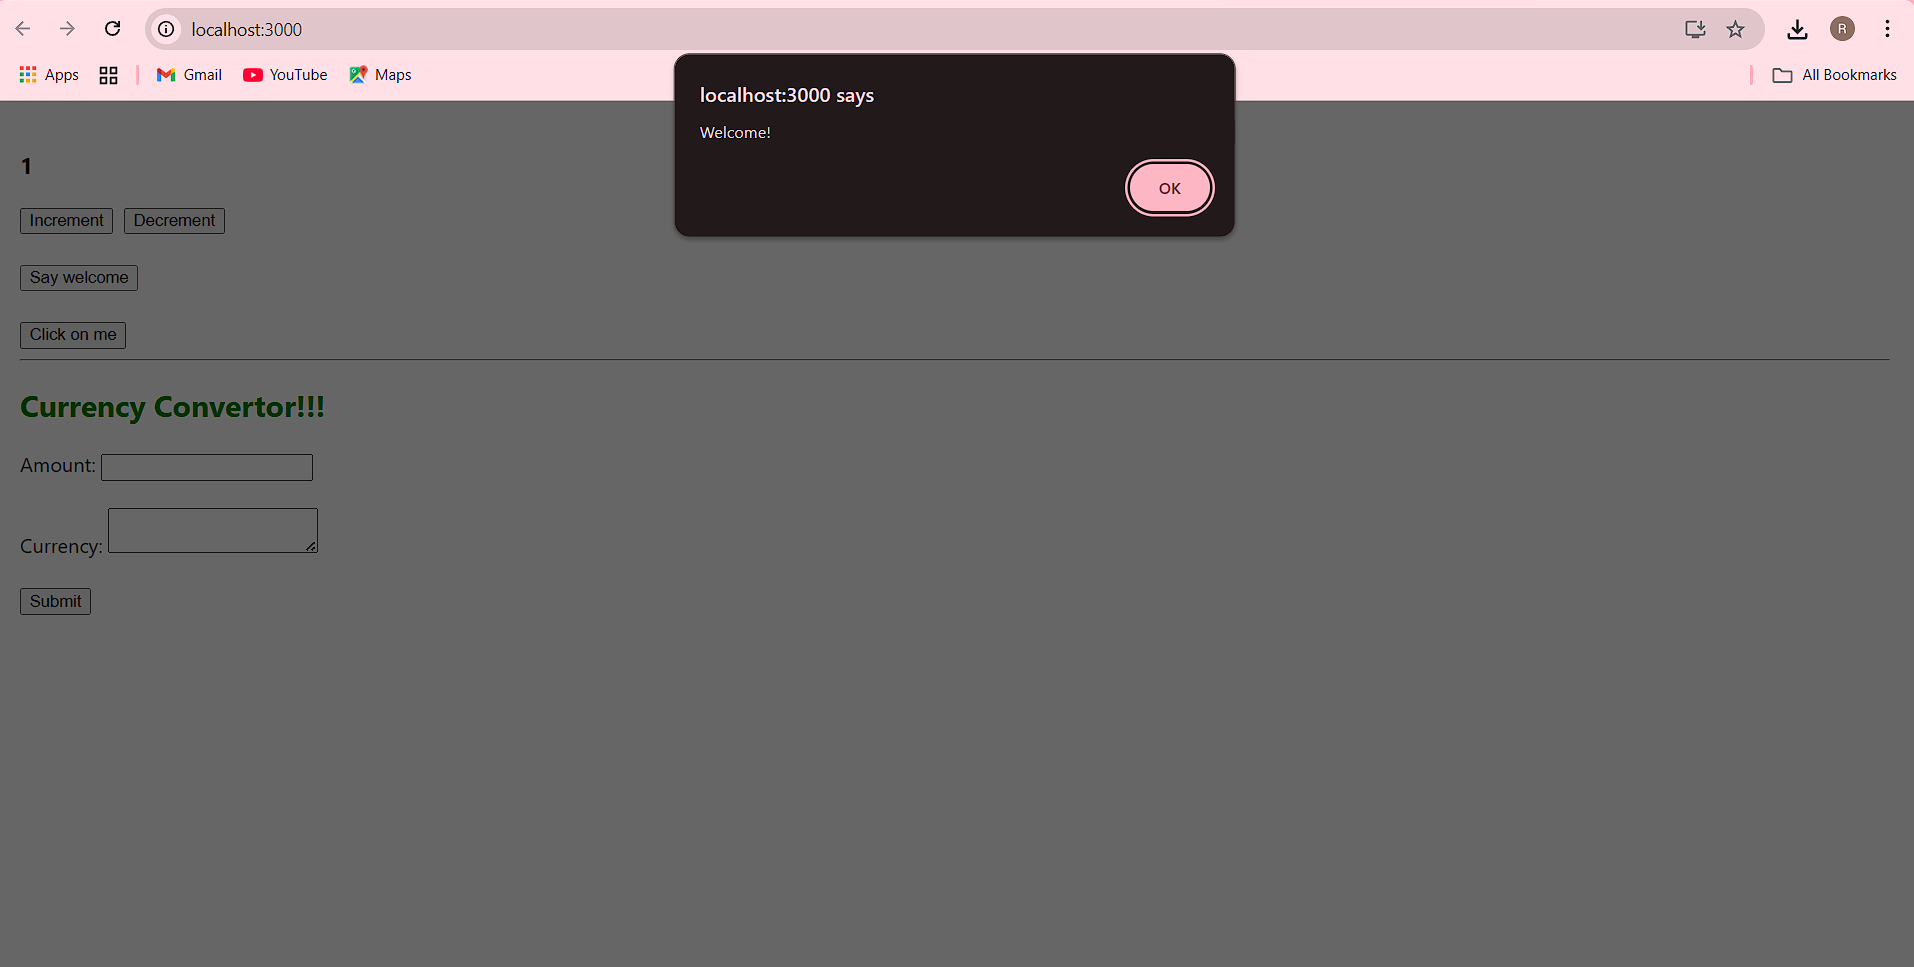 localhost:3000
R
Apps Gmail YouTube Maps All Bookmarks
localhost:3000 says
Welcome!
OK
1
Increment Decrement
Say welcome
Click on me
Currency Convertor!!!
Amount:
Currency:
Submit